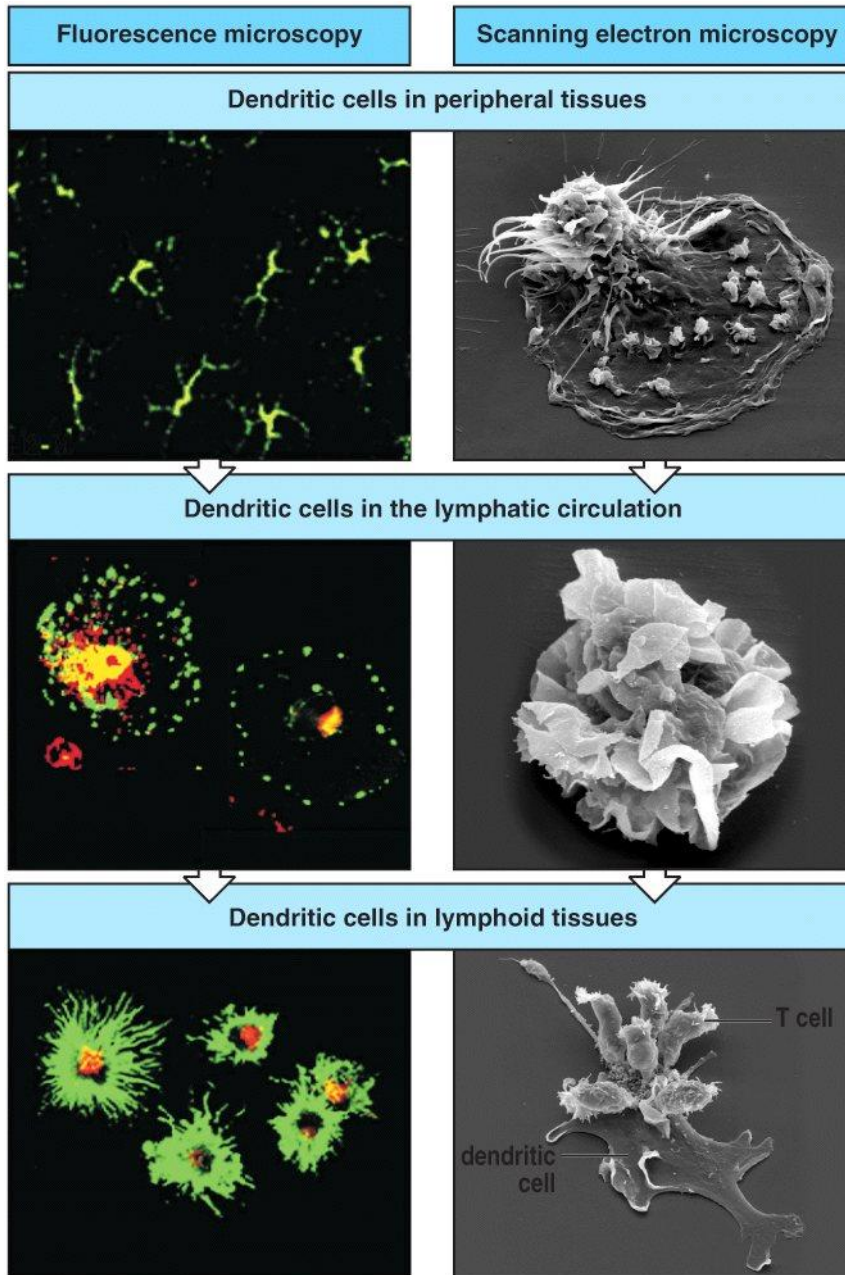 Fluorescence microscopy
Scanning electron microscopy
Dendritic cells in peripheral tissues
Dendritic cells in the lymphatic circulation
Dendritic cells in lymphoid tissues
T cell
dendritic
cell